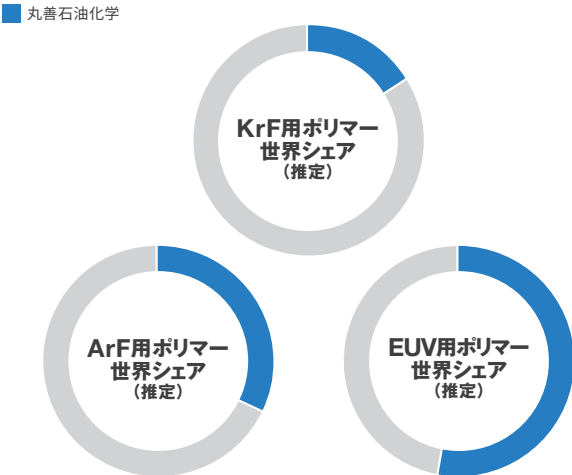 丸善石油化学
KrF用ポリマー
世界シェア
（推定）
ArF用ポリマー
世界シェア
（推定）
EUV用ポリマー
世界シェア
（推定）